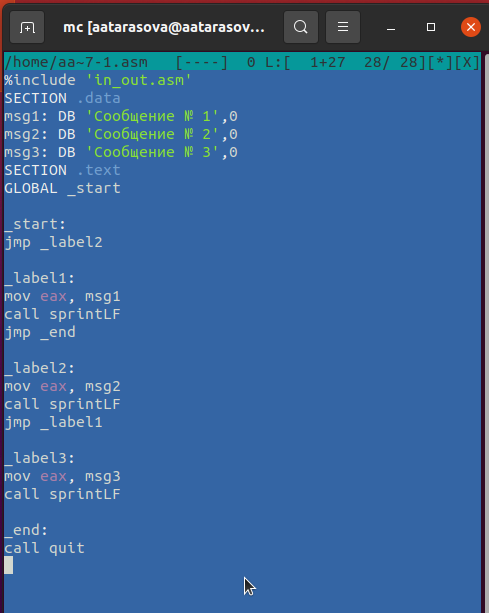 mc [aatarasova@aatarasov...
/home/aa~7-1.asm   [----]  0 L:[  1+27  28/ 28][*][X]
%include 'in_out.asm'
SECTION .data
msg1: DB 'Сообщение № 1',0
msg2: DB 'Сообщение № 2',0
msg3: DB 'Сообщение № 3',0
SECTION .text
GLOBAL _start

_start:
jmp _label2

_label1:
mov eax, msg1
call sprintLF
jmp _end

_label2:
mov eax, msg2
call sprintLF
jmp _label1

_label3:
mov eax, msg3
call sprintLF

_end:
call quit